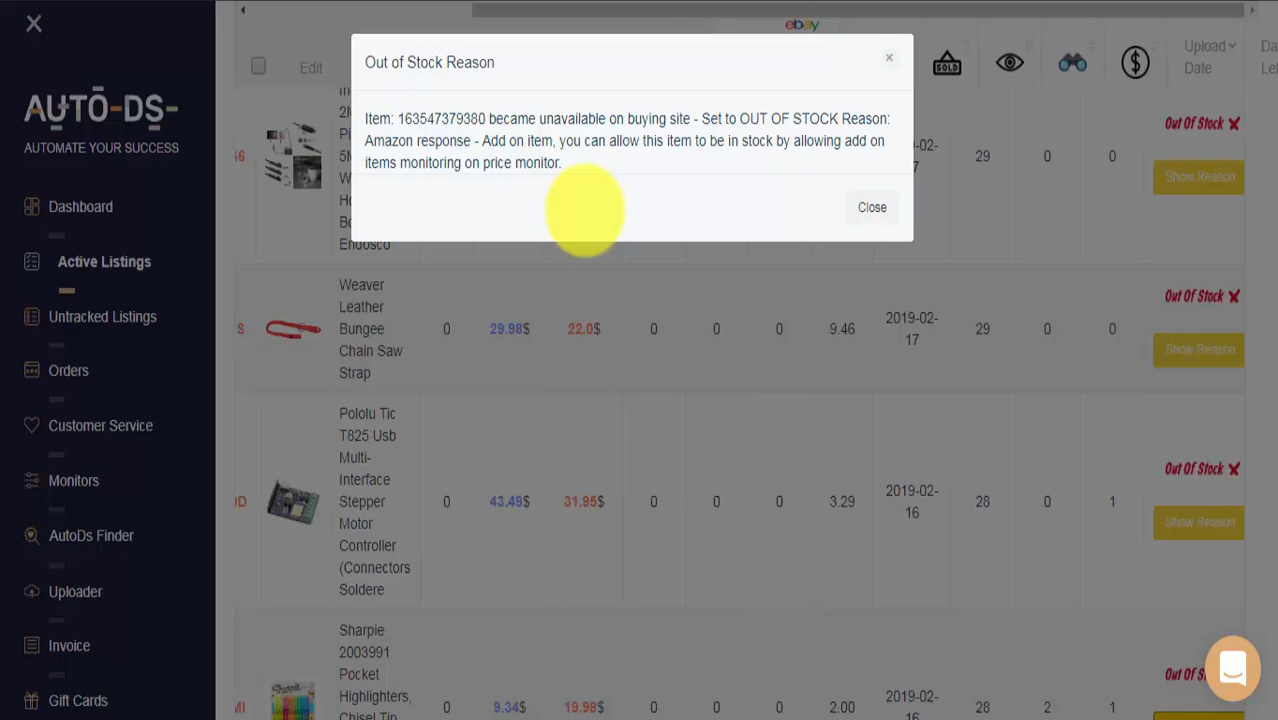 AUTO-DS
AUTOMATE YOUR SUCCESS
Dashboard
Active Listings
Untracked Listings
Orders
Customer Service
Monitors
AutoDs Finder
Uploader
Invoice
Gift Cards
ebay
Edit
SOLD
Upload
Date
Out of Stock Reason
×
Item: 163547379380 became unavailable on buying site - Set to OUT OF STOCK Reason:
Amazon response - Add on item, you can allow this item to be in stock by allowing add on
items monitoring on price monitor.
Close
Endosco
29 0 0
Out Of Stock
Show Reason
Weaver
Leather
Bungee
Chain Saw
Strap
0 29.98$ 22.0$ 0 0 9.46 2019-02-
17 29 0 0
Out Of Stock
Show Reason
Pololu Tic
T825 Usb
Multi-
Interface
Stepper
Motor
Controller
(Connectors
Soldere
0 43.49$ 31.95$ 0 0 3.29 2019-02-
16 28 0 1
Out Of Stock
Show Reason
Sharpie
2003991
Pocket
Highlighters,
Chisel Tip
0 9.34$ 19.98$ 0 0 2.00 2019-02-
16 28 2 1